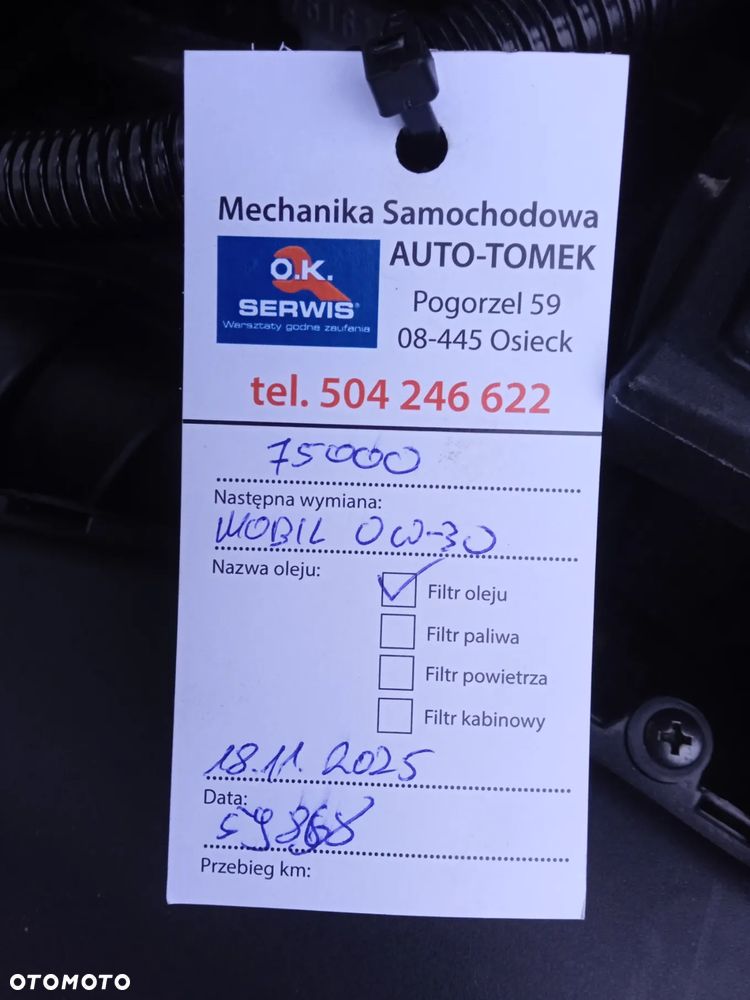 Mechanika Samochodowa
AUTO-TOMEK
O.K.
SERWIS®
Warsztaty godne zaufania
Pogorzel 59
08-445 Osieck
tel. 504 246 622
75000
Następna wymiana:
MOBIL 0W-30
Nazwa oleju:
Filtr oleju
Filtr paliwa
Filtr powietrza
Filtr kabinowy
18.11.2025
Data:
Przebieg km:
OTOMOTO